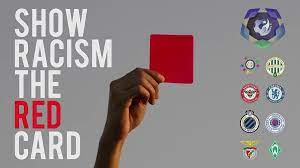 SHOW
RACISM
THE
RED
CARD